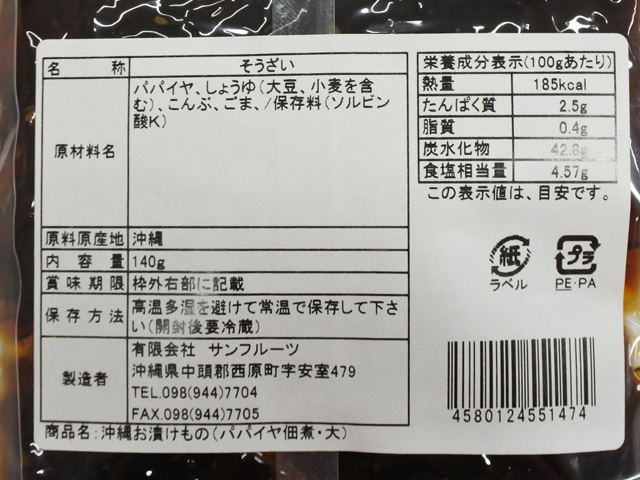 名 称 そうざい
原材料名 パパイヤ、しょうゆ（大豆、小麦を含
む）、こんぶ、ごま、/保存料（ソルビン
酸K）
原料原産地 沖縄
内 容 量 140g
賞味期限 枠外右部に記載
保存方法 高温多湿を避けて常温で保存して下さ
い（開封後要冷蔵）
製造者 有限会社 サンフルーツ
沖縄県中頭郡西原町字安室479
TEL.098(944)7704
FAX.098(944)7705
商品名:沖縄お漬けもの（パパイヤ佃煮・大）
栄養成分表示(100gあたり)
熱量 185kcal
たんぱく質 2.5g
脂質 0.4g
炭水化物 42.8g
食塩相当量 4.57g
この表示値は、目安です。
紙 プラ
ラベル PE・PA
4580124551474